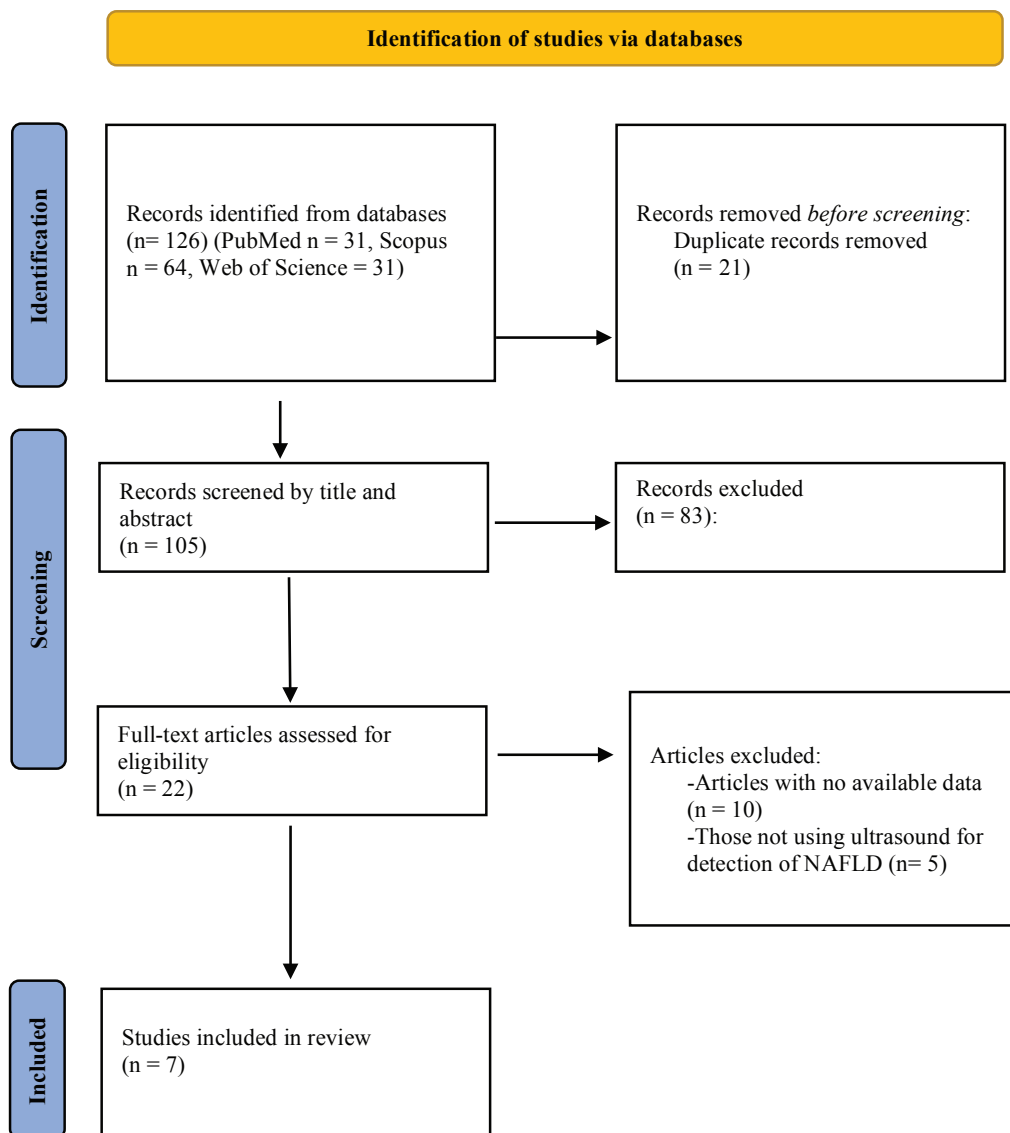 Identification of studies via databases
Identification
Records identified from databases
(n= 126) (PubMed n = 31, Scopus
n = 64, Web of Science = 31)
Records removed before screening:
Duplicate records removed
(n = 21)
Screening
Records screened by title and
abstract
(n = 105)
Records excluded
(n = 83):
Full-text articles assessed for
eligibility
(n = 22)
Articles excluded:
-Articles with no available data
(n = 10)
-Those not using ultrasound for
detection of NAFLD (n= 5)
Included
Studies included in review
(n = 7)